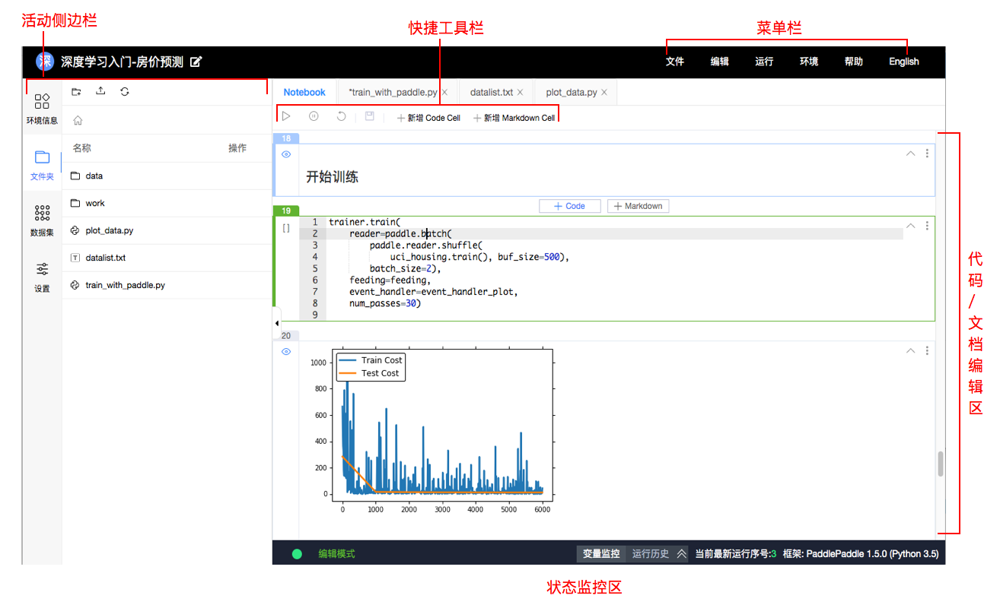 活动侧边栏
快捷工具栏
菜单栏
深 深度学习入门-房价预测
文件 编辑 运行 环境 帮助 English
Notebook *train_with_paddle.py × datalist.txt × plot_data.py ×
环境信息
+ 新增 Code Cell + 新增 Markdown Cell
名称 操作
文件夹
data
work
数据集
plot_data.py
T datalist.txt
设置
train_with_paddle.py
18
开始训练
+ Code + Markdown
19
[ ]
1 trainer.train(
2 reader=paddle.batch(
3 paddle.reader.shuffle(
4 uci_housing.train(), buf_size=500),
5 batch_size=2),
6 feeding=feeding,
7 event_handler=event_handler_plot,
8 num_passes=30)
9
20
Train Cost
Test Cost
1000
800
600
400
200
0
0 1000 2000 3000 4000 5000 6000
代
码
/
文
档
编
辑
区
编辑模式 变量监控 运行历史 当前最新运行序号:3 框架: PaddlePaddle 1.5.0 (Python 3.5)
状态监控区